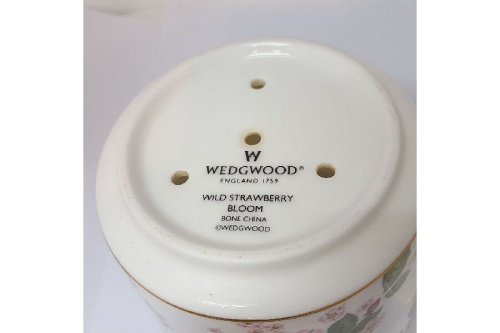 W
WEDGWOOD®
ENGLAND 1759
WILD STRAWBERRY
BLOOM
BONE CHINA
©WEDGWOOD